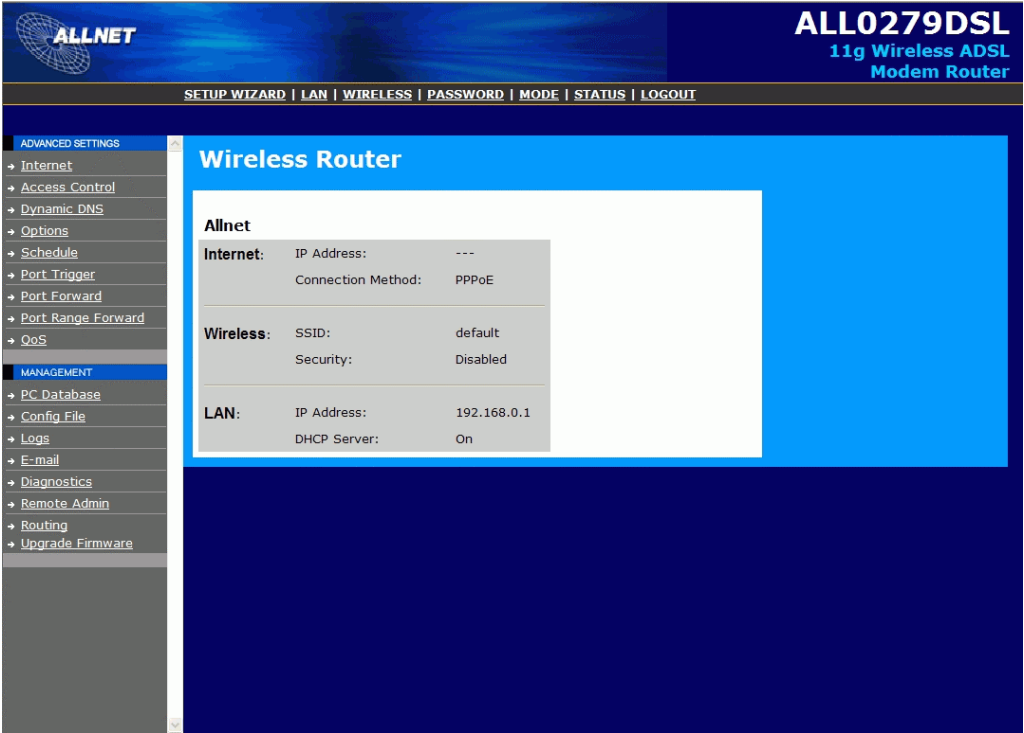 ALLNET
ALL0279DSL
11g Wireless ADSL
Modem Router
SETUP WIZARD | LAN | WIRELESS | PASSWORD | MODE | STATUS | LOGOUT
ADVANCED SETTINGS
Internet
Access Control
Dynamic DNS
Options
Schedule
Port Trigger
Port Forward
Port Range Forward
QoS
MANAGEMENT
PC Database
Config File
Logs
E-mail
Diagnostics
Remote Admin
Routing
Upgrade Firmware
Wireless Router
Allnet
Internet: IP Address: ---
Connection Method: PPPoE
Wireless: SSID: default
Security: Disabled
LAN: IP Address: 192.168.0.1
DHCP Server: On